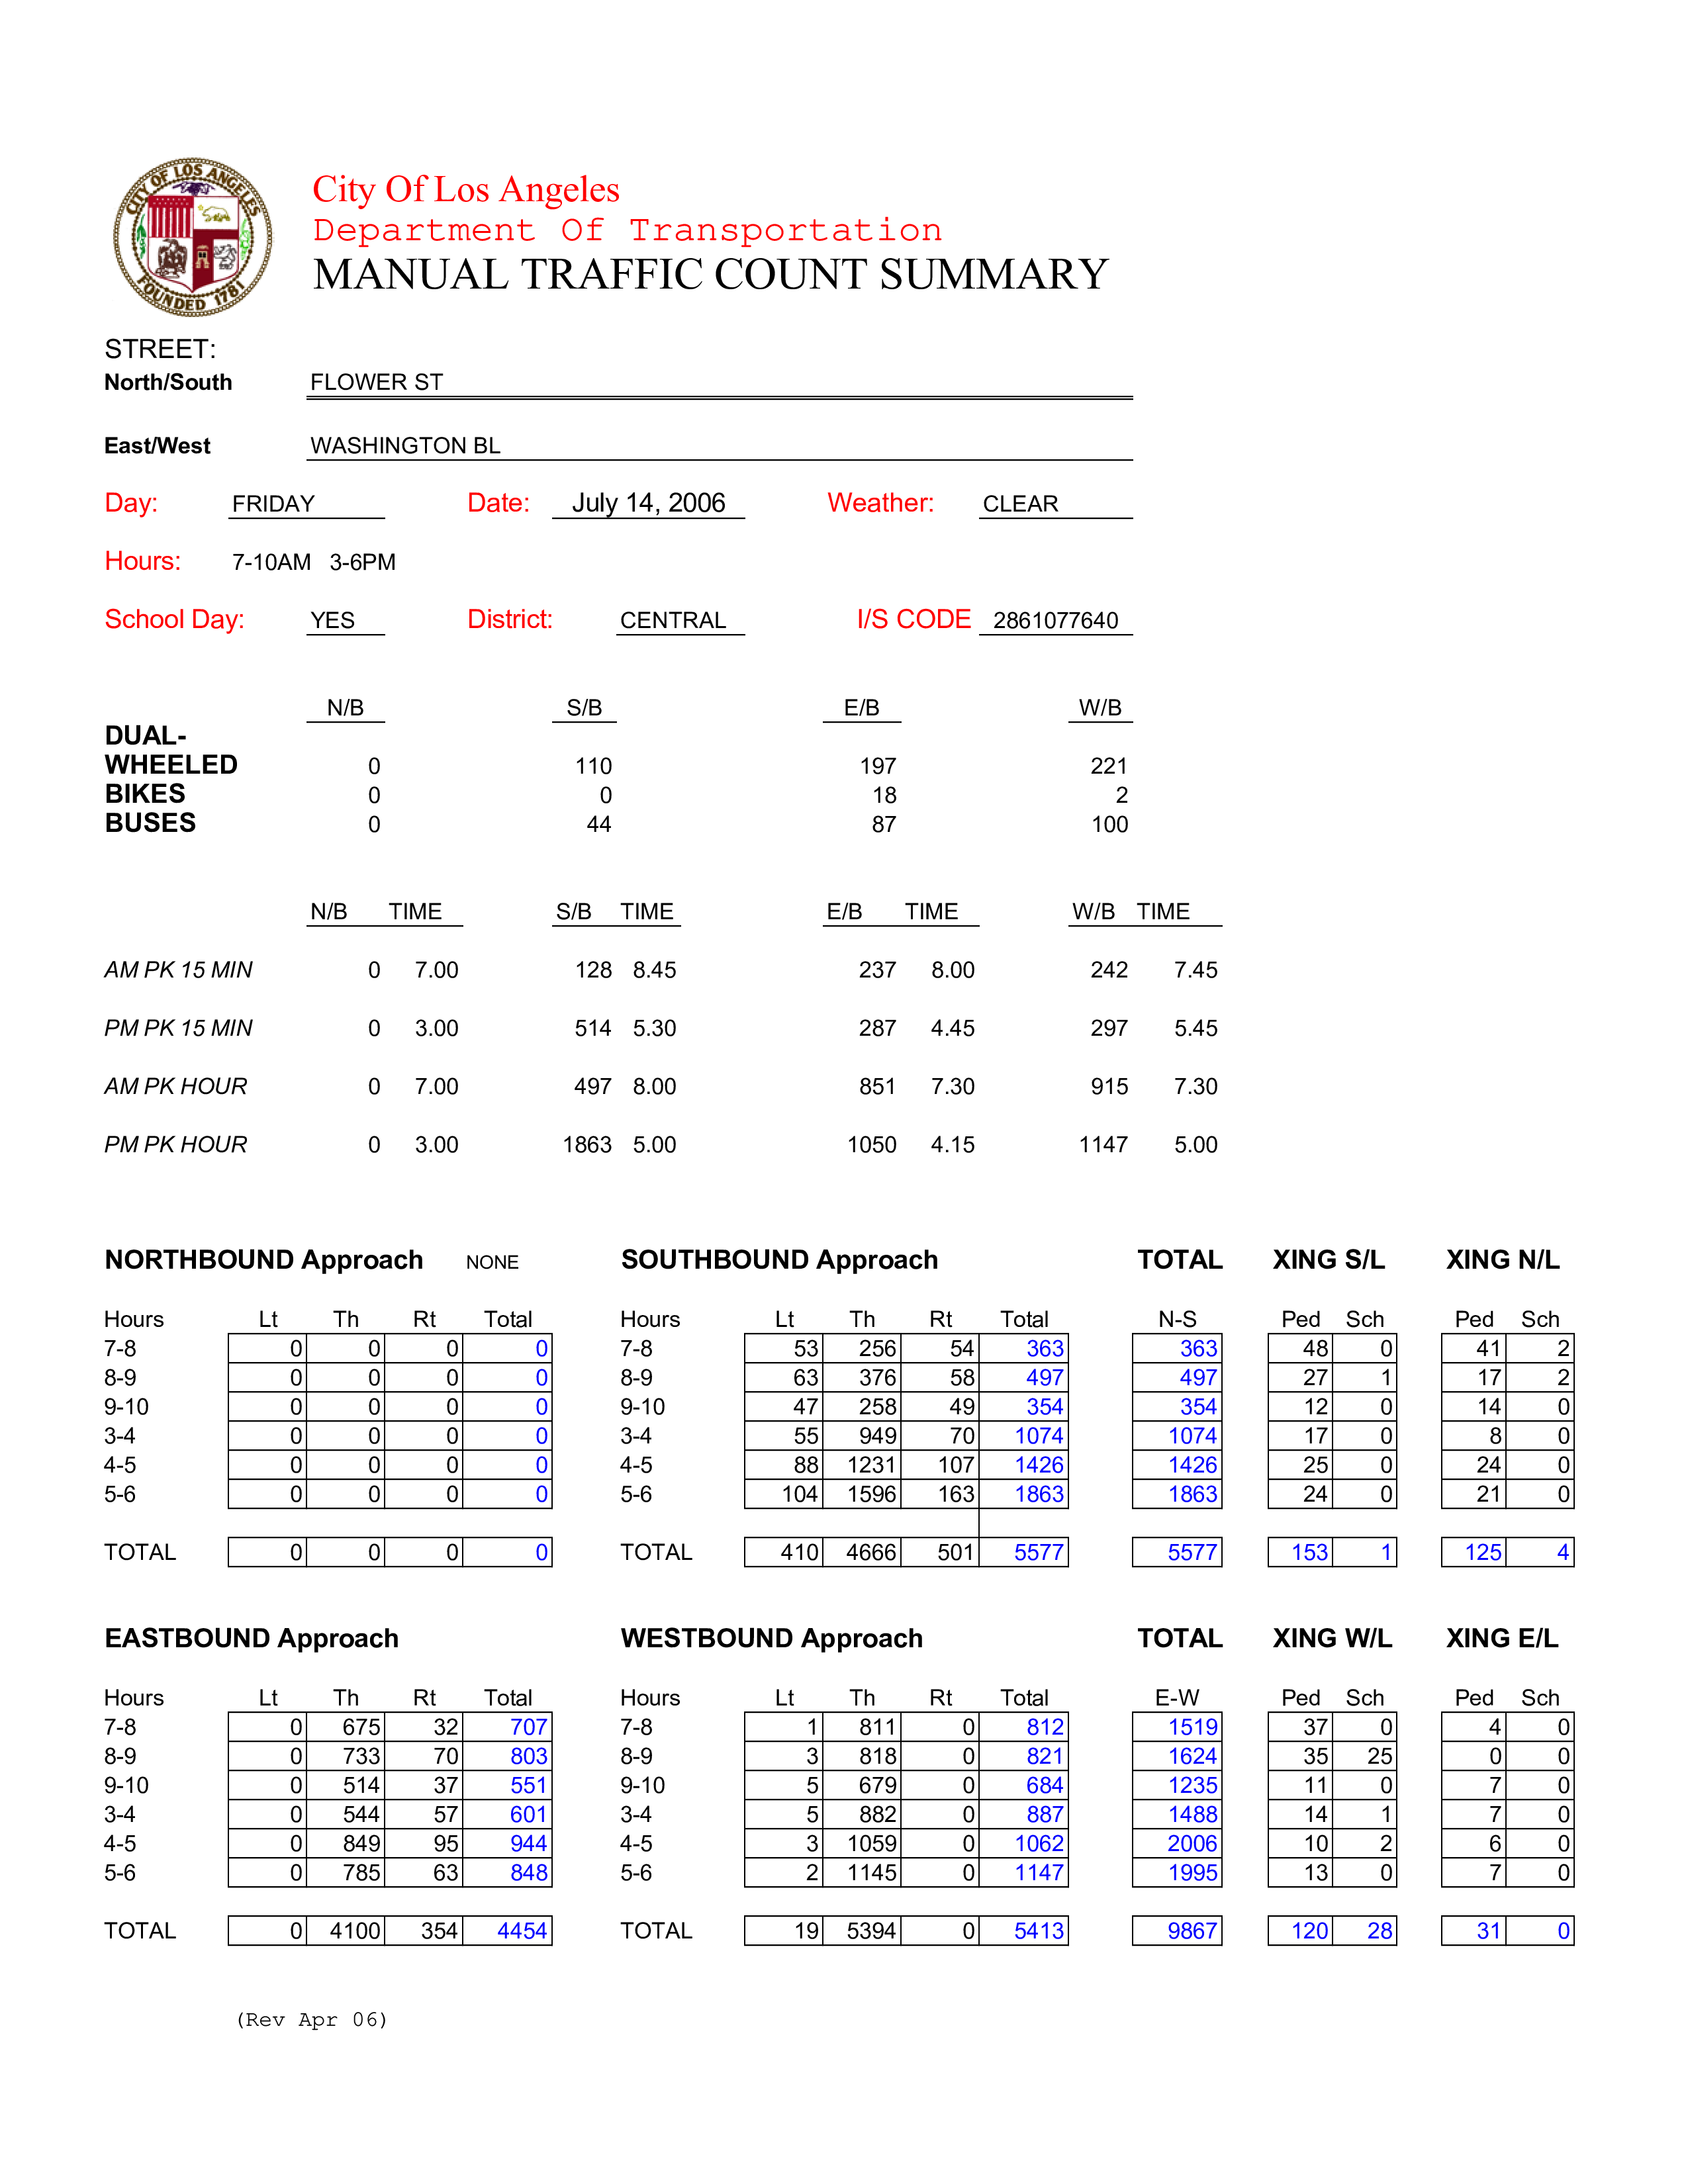 CITY OF LOS ANGELES
FOUNDED 1781
City Of Los Angeles
Department Of Transportation
MANUAL TRAFFIC COUNT SUMMARY
STREET:
North/South FLOWER ST
East/West WASHINGTON BL
Day: FRIDAY Date: July 14, 2006 Weather: CLEAR
Hours: 7-10AM 3-6PM
School Day: YES District: CENTRAL I/S CODE 2861077640
N/B S/B E/B W/B
DUAL-
WHEELED 0 110 197 221
BIKES 0 0 18 2
BUSES 0 44 87 100
N/B TIME S/B TIME E/B TIME W/B TIME
AM PK 15 MIN 0 7.00 128 8.45 237 8.00 242 7.45
PM PK 15 MIN 0 3.00 514 5.30 287 4.45 297 5.45
AM PK HOUR 0 7.00 497 8.00 851 7.30 915 7.30
PM PK HOUR 0 3.00 1863 5.00 1050 4.15 1147 5.00
NORTHBOUND Approach NONE SOUTHBOUND Approach TOTAL XING S/L XING N/L
Hours Lt Th Rt Total Hours Lt Th Rt Total N-S Ped Sch Ped Sch
7-8 0 0 0 0 7-8 53 256 54 363 363 48 0 41 2
8-9 0 0 0 0 8-9 63 376 58 497 497 27 1 17 2
9-10 0 0 0 0 9-10 47 258 49 354 354 12 0 14 0
3-4 0 0 0 0 3-4 55 949 70 1074 1074 17 0 8 0
4-5 0 0 0 0 4-5 88 1231 107 1426 1426 25 0 24 0
5-6 0 0 0 0 5-6 104 1596 163 1863 1863 24 0 21 0
TOTAL 0 0 0 0 TOTAL 410 4666 501 5577 5577 153 1 125 4
EASTBOUND Approach WESTBOUND Approach TOTAL XING W/L XING E/L
Hours Lt Th Rt Total Hours Lt Th Rt Total E-W Ped Sch Ped Sch
7-8 0 675 32 707 7-8 1 811 0 812 1519 37 0 4 0
8-9 0 733 70 803 8-9 3 818 0 821 1624 35 25 0 0
9-10 0 514 37 551 9-10 5 679 0 684 1235 11 0 7 0
3-4 0 544 57 601 3-4 5 882 0 887 1488 14 1 7 0
4-5 0 849 95 944 4-5 3 1059 0 1062 2006 10 2 6 0
5-6 0 785 63 848 5-6 2 1145 0 1147 1995 13 0 7 0
TOTAL 0 4100 354 4454 TOTAL 19 5394 0 5413 9867 120 28 31 0
(Rev Apr 06)